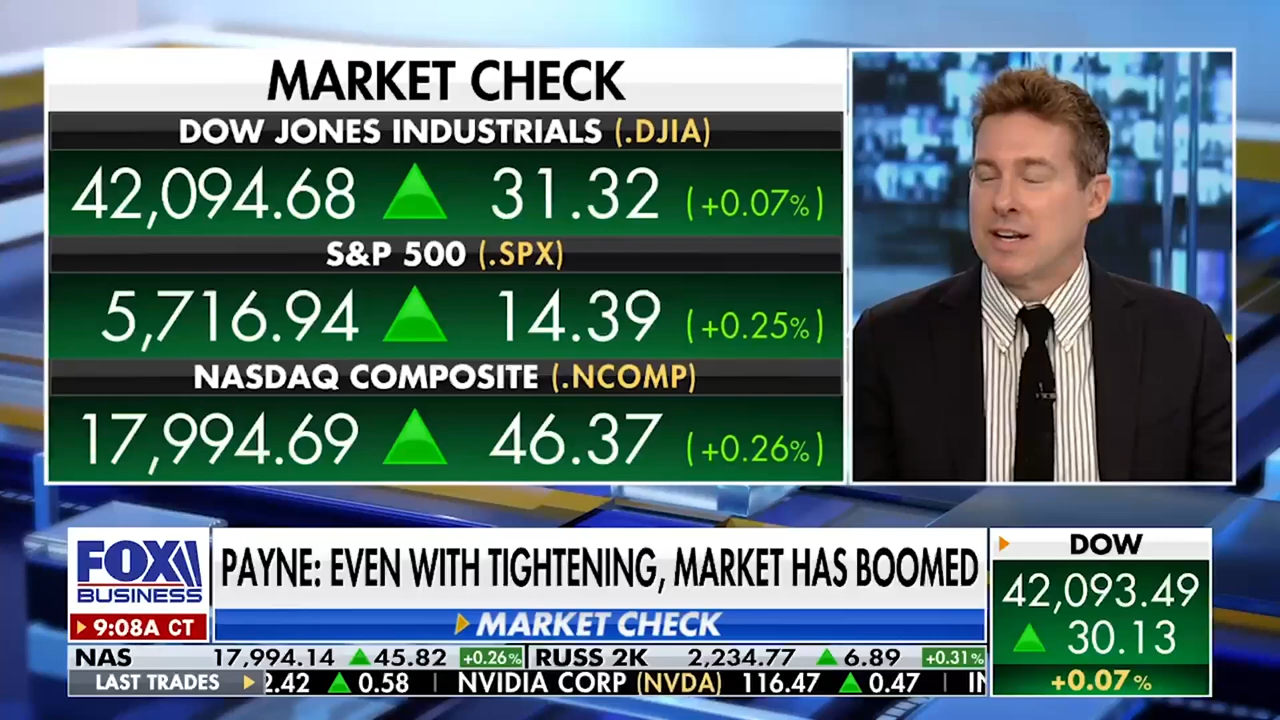 MARKET CHECK
DOW JONES INDUSTRIALS (.DJIA)
42,094.68 ▲ 31.32 (+0.07%)
S&P 500 (.SPX)
5,716.94 ▲ 14.39 (+0.25%)
NASDAQ COMPOSITE (.NCOMP)
17,994.69 ▲ 46.37 (+0.26%)
FOX
BUSINESS
9:08A CT
PAYNE: EVEN WITH TIGHTENING, MARKET HAS BOOMED
MARKET CHECK
DOW
42,093.49
▲ 30.13
+0.07%
NAS 17,994.14 ▲ 45.82 +0.26% RUSS 2K 2,234.77 ▲ 6.89 +0.31%
LAST TRADES 2.42 ▲ 0.58 | NVIDIA CORP (NVDA) 116.47 ▲ 0.47 |